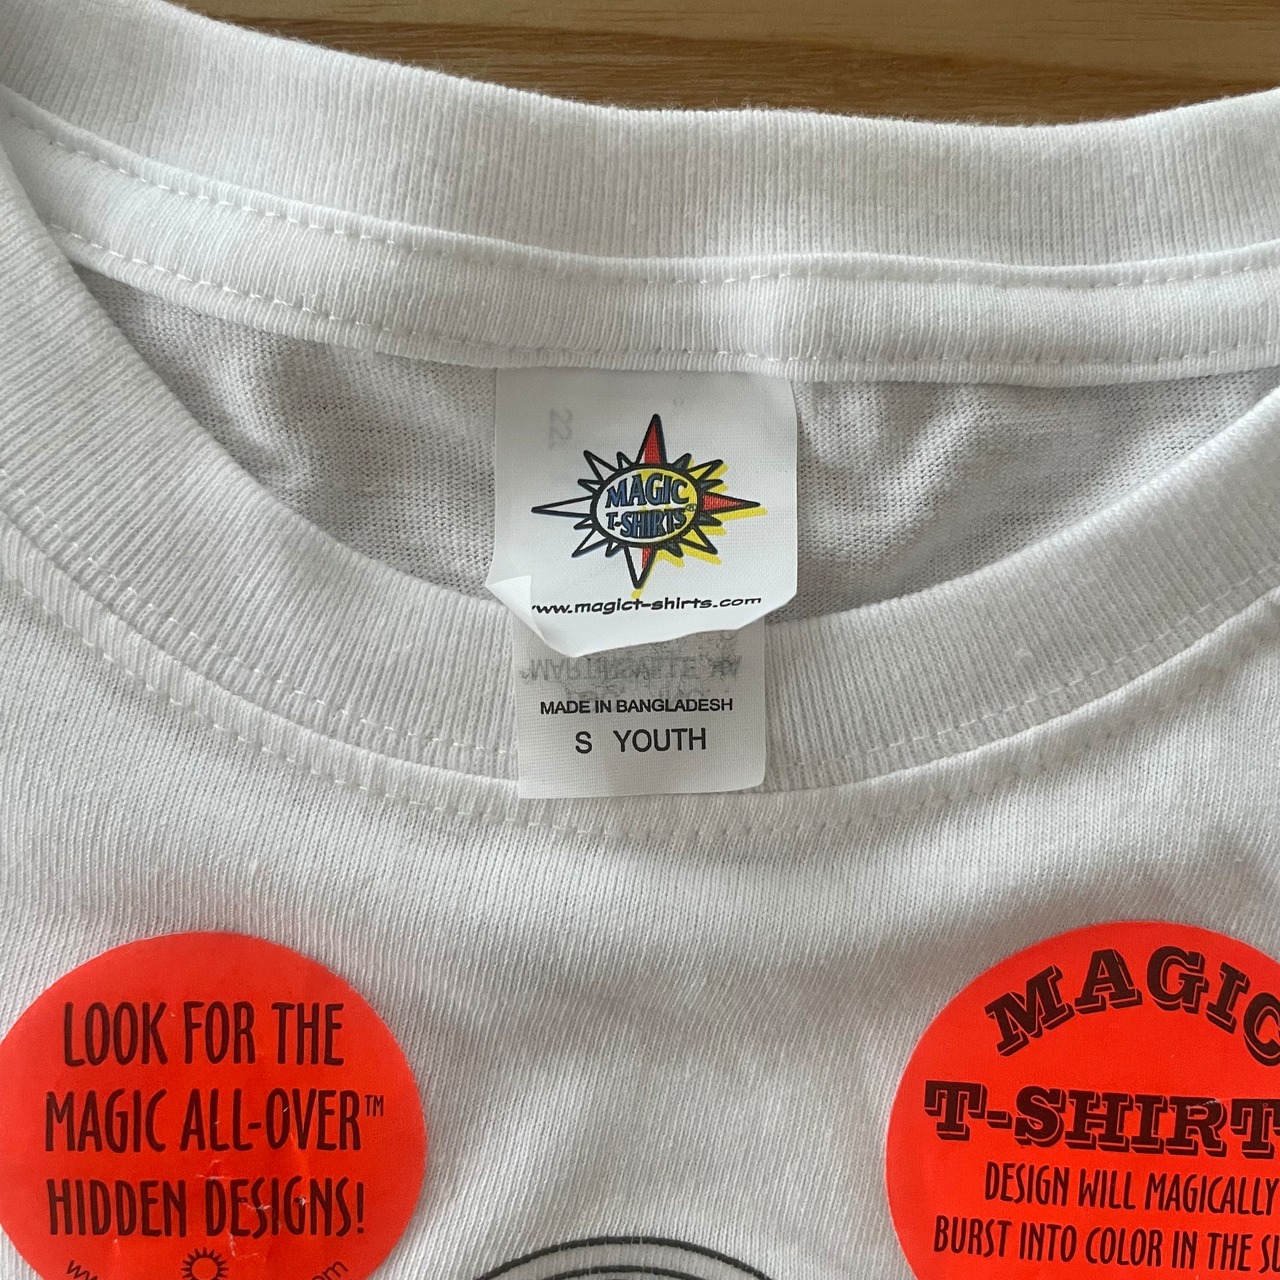 MAGIC
T-SHIRTS®
www.magict-shirts.com
MADE IN BANGLADESH
S YOUTH
LOOK FOR THE
MAGIC ALL-OVER™
HIDDEN DESIGNS!
MAGIC
T-SHIRT
DESIGN WILL MAGICALLY
BURST INTO COLOR IN THE